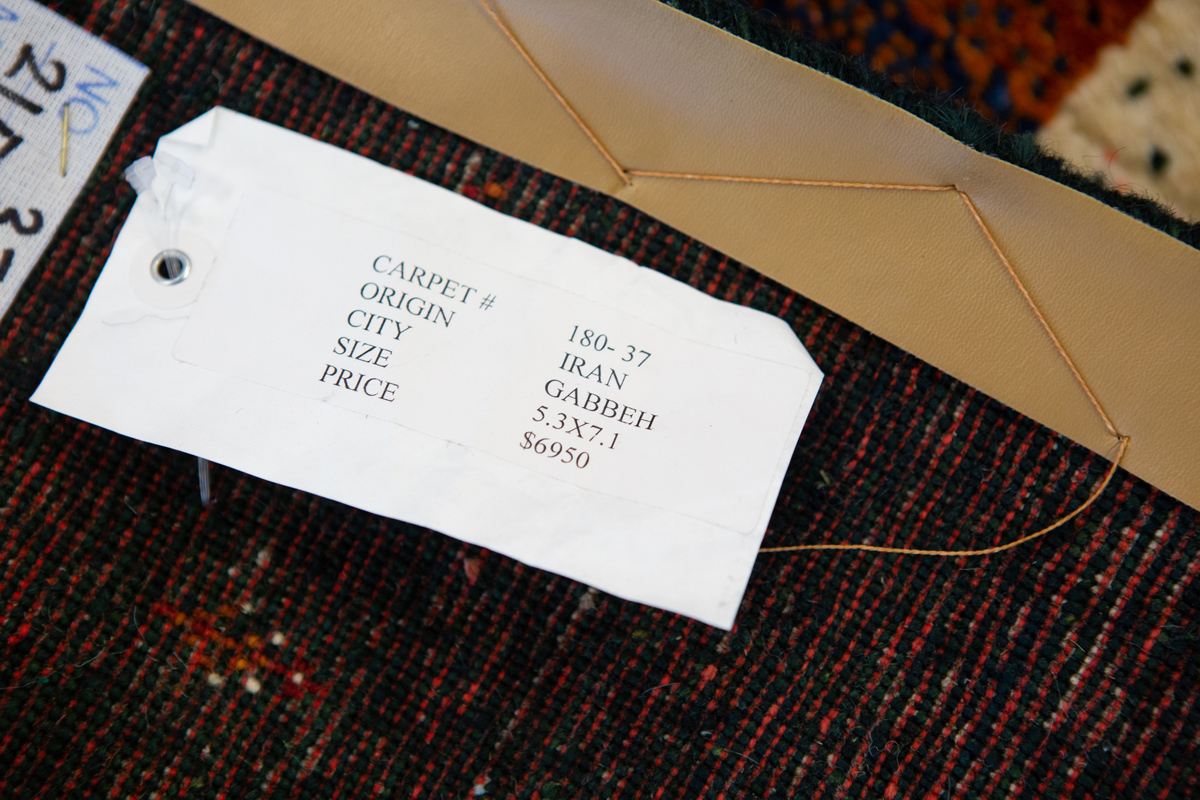 CARPET # 180- 37
ORIGIN IRAN
CITY GABBEH
SIZE 5.3X7.1
PRICE $6950
NO